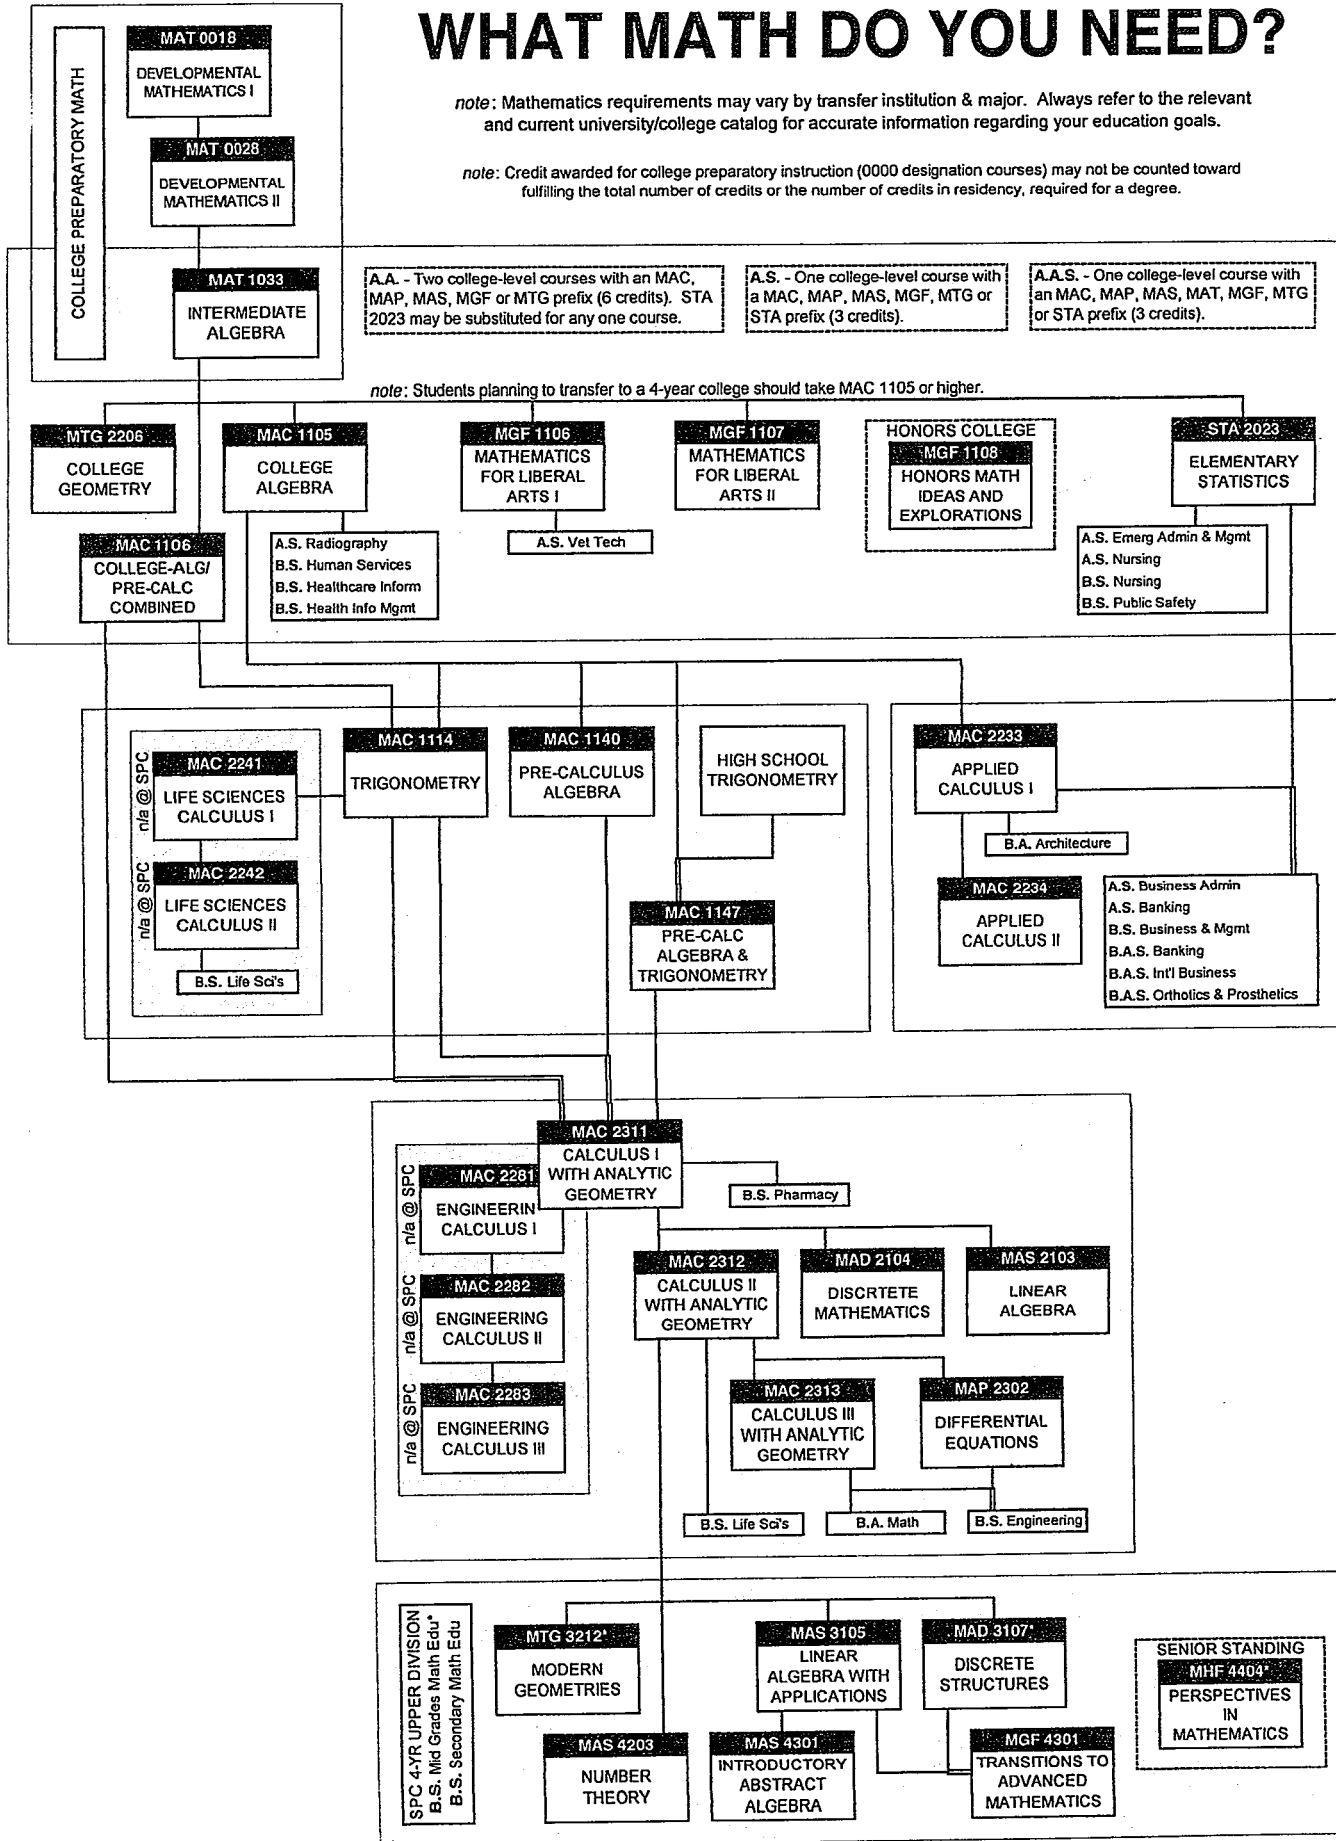 WHAT MATH DO YOU NEED?
note: Mathematics requirements may vary by transfer institution & major. Always refer to the relevant
and current university/college catalog for accurate information regarding your education goals.
note: Credit awarded for college preparatory instruction (0000 designation courses) may not be counted toward
fulfilling the total number of credits or the number of credits in residency, required for a degree.
COLLEGE PREPARATORY MATH
MAT 0018
DEVELOPMENTAL
MATHEMATICS I
MAT 0028
DEVELOPMENTAL
MATHEMATICS II
MAT 1033
INTERMEDIATE
ALGEBRA
A.A. - Two college-level courses with an MAC,
MAP, MAS, MGF or MTG prefix (6 credits). STA
2023 may be substituted for any one course.
A.S. - One college-level course with
a MAC, MAP, MAS, MGF, MTG or
STA prefix (3 credits).
A.A.S. - One college-level course with
an MAC, MAP, MAS, MAT, MGF, MTG
or STA prefix (3 credits).
note: Students planning to transfer to a 4-year college should take MAC 1105 or higher.
MTG 2206
COLLEGE
GEOMETRY
MAC 1105
COLLEGE
ALGEBRA
MGF 1106
MATHEMATICS
FOR LIBERAL
ARTS I
MGF 1107
MATHEMATICS
FOR LIBERAL
ARTS II
HONORS COLLEGE
MGF 1108
HONORS MATH
IDEAS AND
EXPLORATIONS
STA 2023
ELEMENTARY
STATISTICS
MAC 1106
COLLEGE-ALG/
PRE-CALC
COMBINED
A.S. Radiography
B.S. Human Services
B.S. Healthcare Inform
B.S. Health Info Mgmt
A.S. Vet Tech
A.S. Emerg Admin & Mgmt
A.S. Nursing
B.S. Nursing
B.S. Public Safety
n/a @ SPC
MAC 2241
LIFE SCIENCES
CALCULUS I
n/a @ SPC
MAC 2242
LIFE SCIENCES
CALCULUS II
B.S. Life Sci's
MAC 1114
TRIGONOMETRY
MAC 1140
PRE-CALCULUS
ALGEBRA
HIGH SCHOOL
TRIGONOMETRY
MAC 1147
PRE-CALC
ALGEBRA &
TRIGONOMETRY
MAC 2233
APPLIED
CALCULUS I
B.A. Architecture
MAC 2234
APPLIED
CALCULUS II
A.S. Business Admin
A.S. Banking
B.S. Business & Mgmt
B.A.S. Banking
B.A.S. Int'l Business
B.A.S. Orthotics & Prosthetics
MAC 2311
CALCULUS I
WITH ANALYTIC
GEOMETRY
B.S. Pharmacy
n/a @ SPC
MAC 2281
ENGINEERIN
CALCULUS I
n/a @ SPC
MAC 2282
ENGINEERING
CALCULUS II
n/a @ SPC
MAC 2283
ENGINEERING
CALCULUS III
MAC 2312
CALCULUS II
WITH ANALYTIC
GEOMETRY
MAD 2104
DISCRTETE
MATHEMATICS
MAS 2103
LINEAR
ALGEBRA
MAC 2313
CALCULUS III
WITH ANALYTIC
GEOMETRY
MAP 2302
DIFFERENTIAL
EQUATIONS
B.S. Life Sci's
B.A. Math
B.S. Engineering
SPC 4-YR UPPER DIVISION
B.S. Mid Grades Math Edu*
B.S. Secondary Math Edu
MTG 3212*
MODERN
GEOMETRIES
MAS 3105
LINEAR
ALGEBRA WITH
APPLICATIONS
MAD 3107*
DISCRETE
STRUCTURES
SENIOR STANDING
MHF 4404*
PERSPECTIVES
IN
MATHEMATICS
MAS 4203
NUMBER
THEORY
MAS 4301
INTRODUCTORY
ABSTRACT
ALGEBRA
MGF 4301
TRANSITIONS TO
ADVANCED
MATHEMATICS